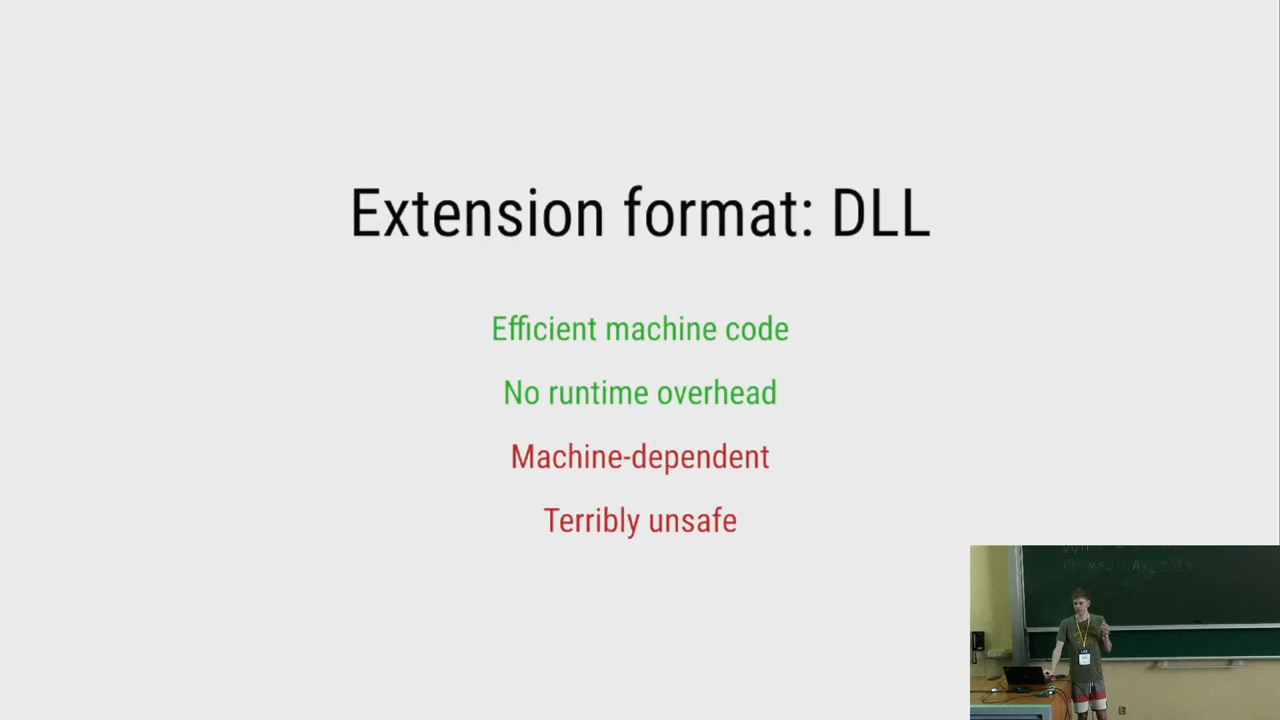 Extension format: DLL
Efficient machine code
No runtime overhead
Machine-dependent
Terribly unsafe